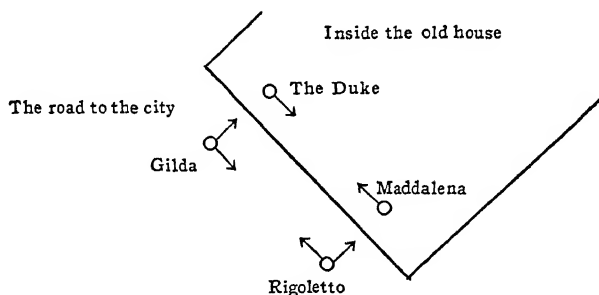 Inside the old house
The Duke
The road to the city
Gilda
Maddalena
Rigoletto